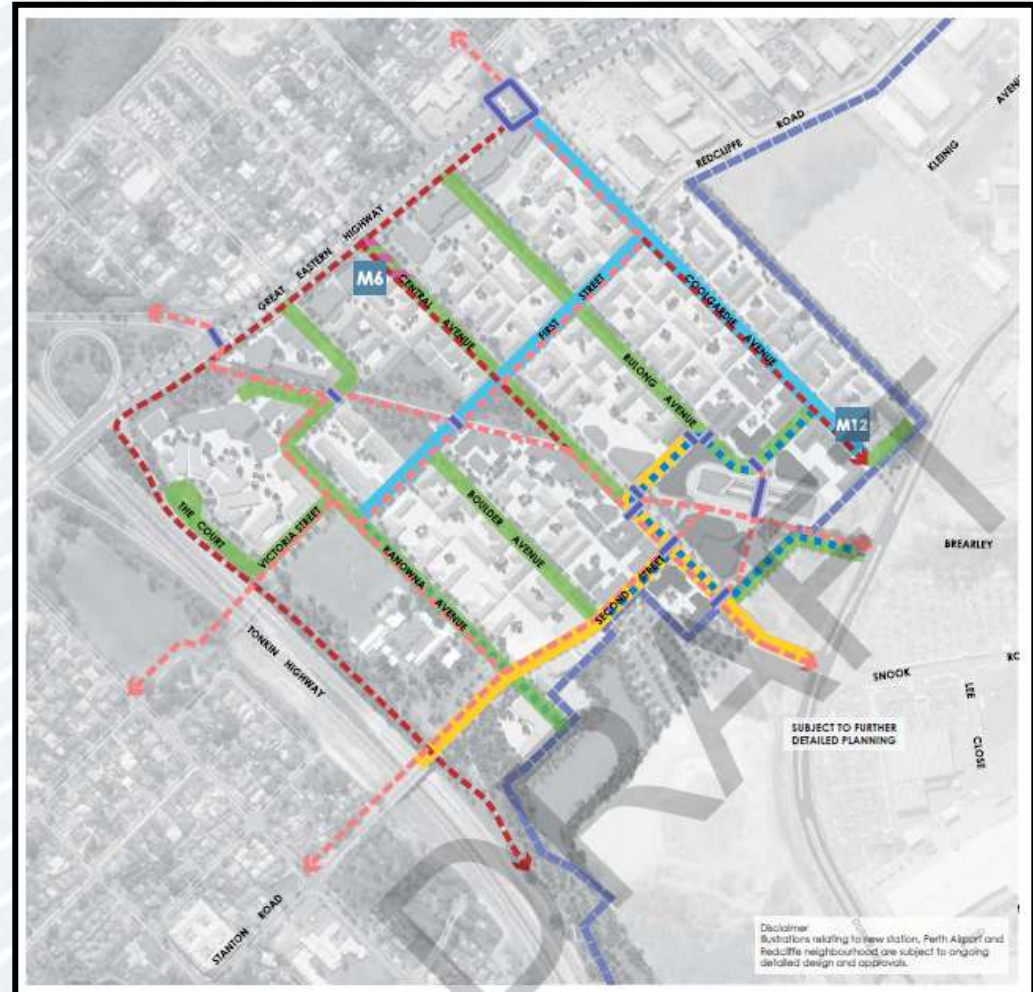 KLEINIG
AVENU
REDCLIFFE ROAD
GREAT EASTERN HIGHWAY
M6
CENTRAL AVENUE
FIRST STREET
COOLGARDIE AVENUE
BULONG AVENUE
M12
THE COURT
VICTORIA STREET
KANOWNA AVENUE
BOULDER AVENUE
SECOND STREET
BREARLEY
TONKIN HIGHWAY
SNOOK
RO
LEE CLOSE
SUBJECT TO FURTHER
DETAILED PLANNING
STANTON ROAD
DRAFT
Disclaimer
Illustrations relating to new station, Perth Airport and
Redcliffe neighbourhood are subject to ongoing
detailed design and approvals.